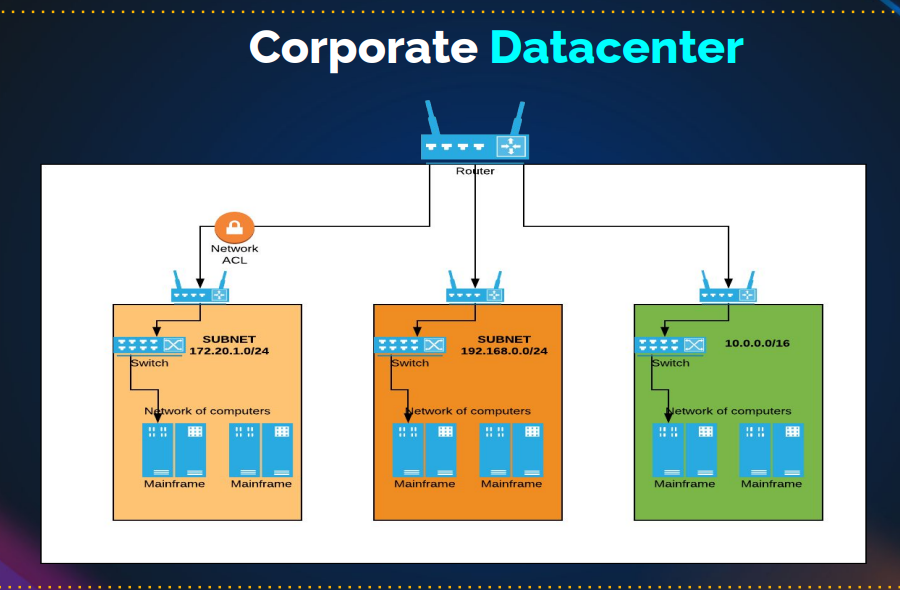 Corporate Datacenter
Router
Network
ACL
SUBNET
172.20.1.0/24
Switch
Network of computers
Mainframe
Mainframe
SUBNET
192.168.0.0/24
Switch
Network of computers
Mainframe
Mainframe
10.0.0.0/16
Switch
Network of computers
Mainframe
Mainframe